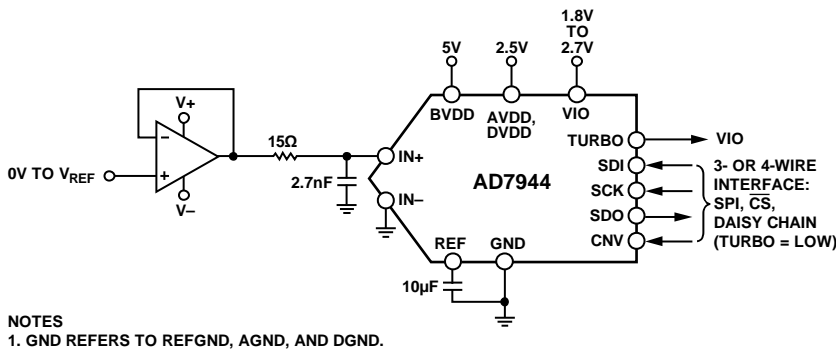 1.8V
TO
2.7V
5V
2.5V
BVDD
AVDD,
DVDD
VIO
V+
−
+
V–
0V TO VREF
15Ω
2.7nF
IN+
IN–
AD7944
TURBO
VIO
SDI
SCK
SDO
CNV
3- OR 4-WIRE
INTERFACE:
SPI, CS,
DAISY CHAIN
(TURBO = LOW)
REF
GND
10µF
NOTES
1. GND REFERS TO REFGND, AGND, AND DGND.